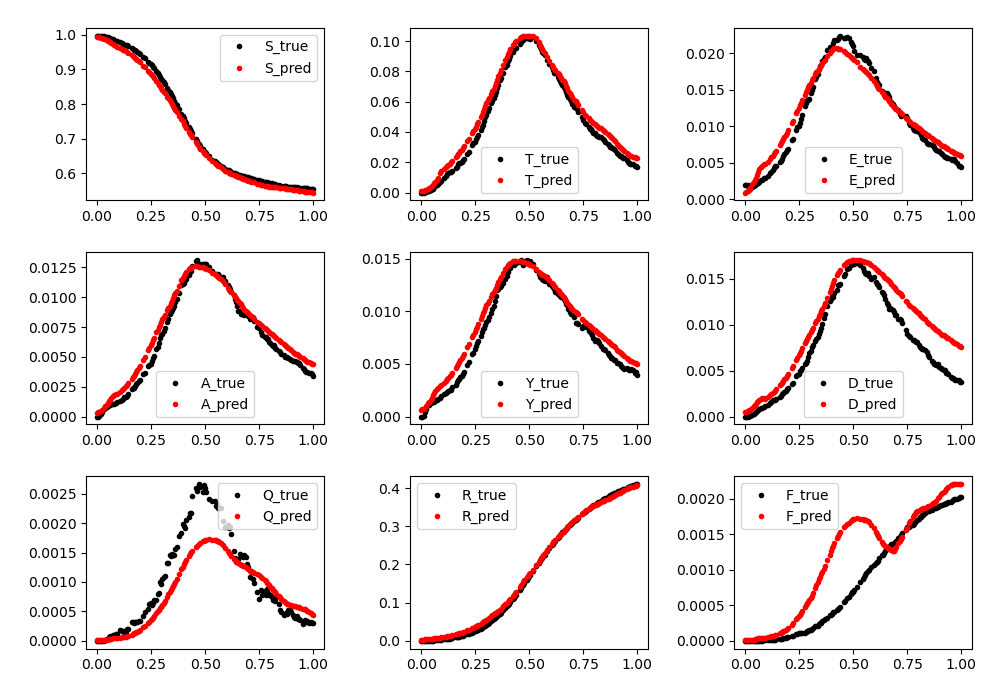 1.0
0.9
0.8
0.7
0.6
0.00 0.25 0.50 0.75 1.00
S_true
S_pred
0.10
0.08
0.06
0.04
0.02
0.00
0.00 0.25 0.50 0.75 1.00
T_true
T_pred
0.020
0.015
0.010
0.005
0.000
0.00 0.25 0.50 0.75 1.00
E_true
E_pred
0.0125
0.0100
0.0075
0.0050
0.0025
0.0000
0.00 0.25 0.50 0.75 1.00
A_true
A_pred
0.015
0.010
0.005
0.000
0.00 0.25 0.50 0.75 1.00
Y_true
Y_pred
0.015
0.010
0.005
0.000
0.00 0.25 0.50 0.75 1.00
D_true
D_pred
0.0025
0.0020
0.0015
0.0010
0.0005
0.0000
0.00 0.25 0.50 0.75 1.00
Q_true
Q_pred
0.4
0.3
0.2
0.1
0.0
0.00 0.25 0.50 0.75 1.00
R_true
R_pred
0.0020
0.0015
0.0010
0.0005
0.0000
0.00 0.25 0.50 0.75 1.00
F_true
F_pred